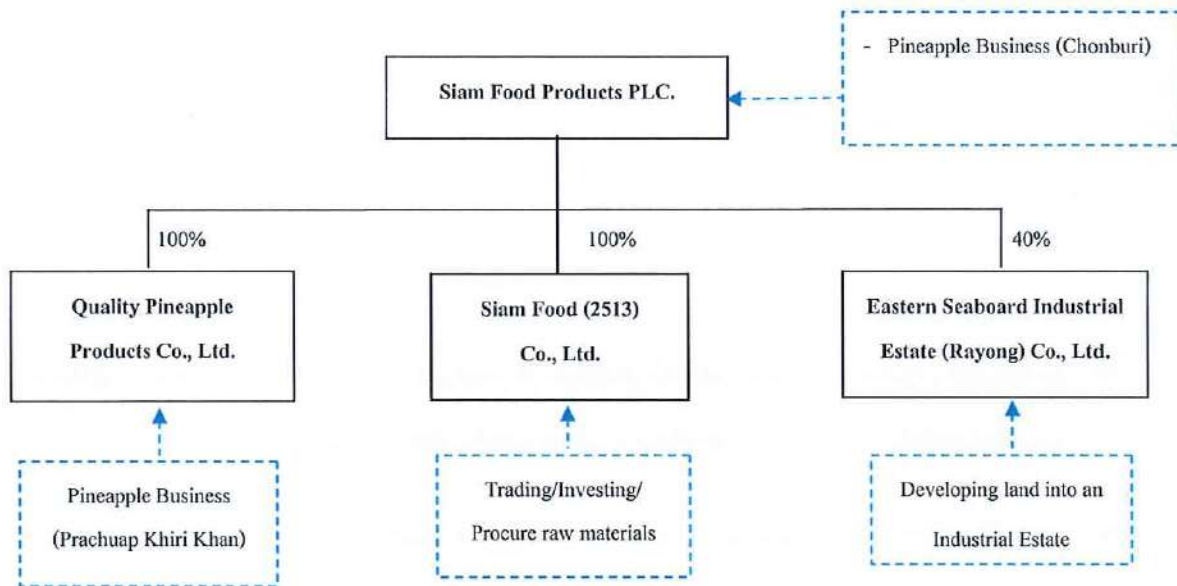 - Pineapple Business (Chonburi)
Siam Food Products PLC.
100%
100%
40%
Quality Pineapple
Products Co., Ltd.
Siam Food (2513)
Co., Ltd.
Eastern Seaboard Industrial
Estate (Rayong) Co., Ltd.
Pineapple Business
(Prachuap Khiri Khan)
Trading/Investing/
Procure raw materials
Developing land into an
Industrial Estate